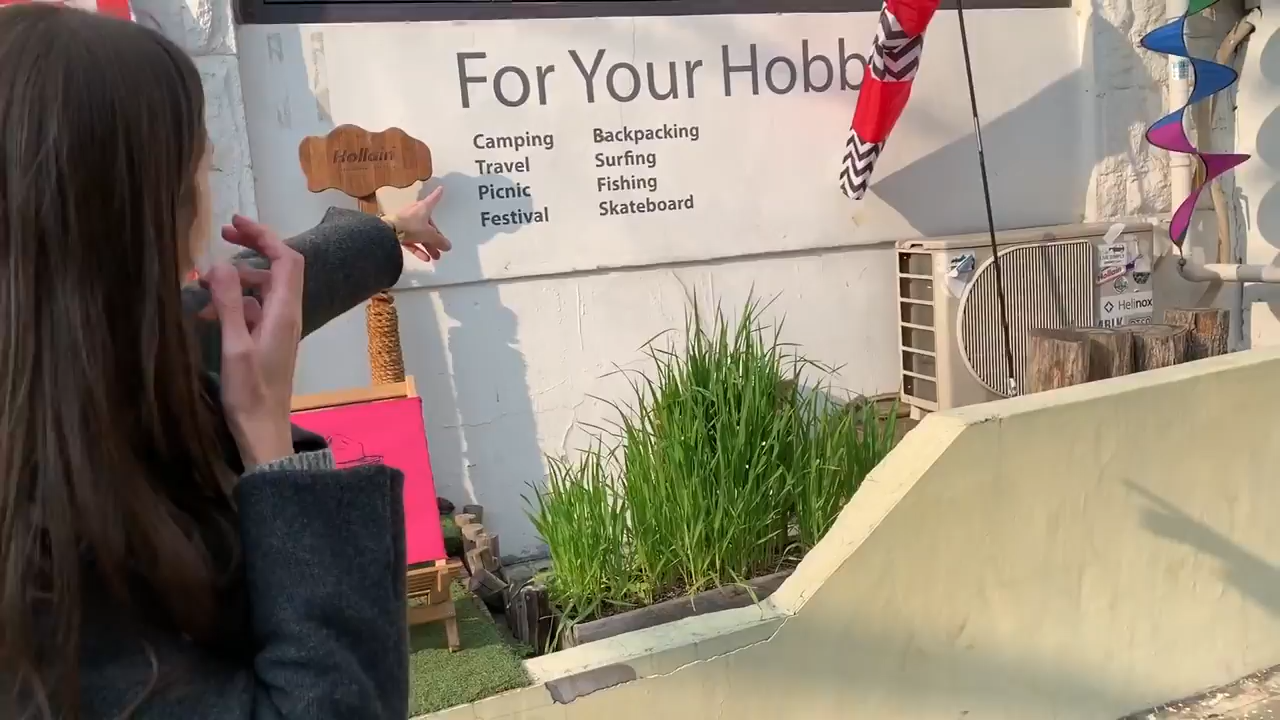 For Your Hobb
Hollain
Camping Backpacking
Travel Surfing
Picnic Fishing
Festival Skateboard
Helinox